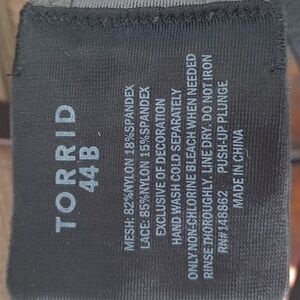 TORRID
44B
MESH: 82%NYLON 18%SPANDEX
LACE: 85%NYLON 15%SPANDEX
EXCLUSIVE OF DECORATION
HAND WASH COLD SEPARATELY
ONLY NON-CHLORINE BLEACH WHEN NEEDED
RINSE THOROUGHLY, LINE DRY. DO NOT IRON
RN#148862 PUSH-UP PLUNGE
MADE IN CHINA